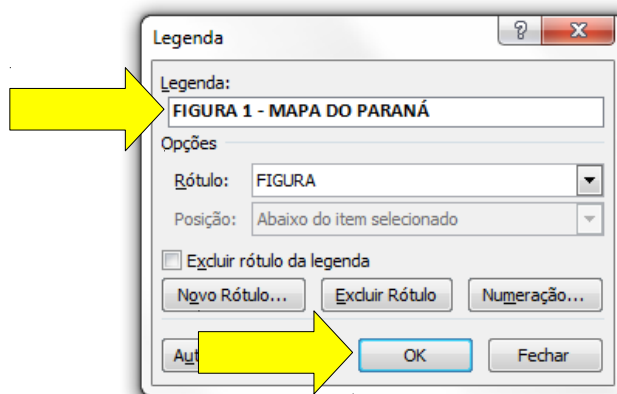 Legenda
Legenda:
FIGURA 1 - MAPA DO PARANÁ
Opções
Rótulo: FIGURA
Posição: Abaixo do item selecionado
Excluir rótulo da legenda
Novo Rótulo... Excluir Rótulo Numeração...
OK Fechar